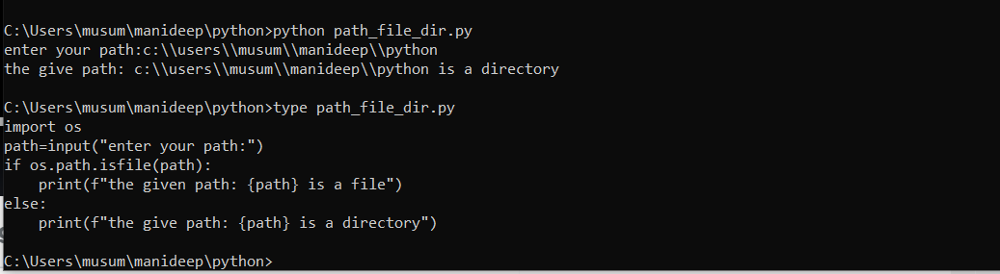 C:\Users\musum\manideep\python>python path_file_dir.py
enter your path:c:\\users\\musum\\manideep\\python
the give path: c:\\users\\musum\\manideep\\python is a directory
C:\Users\musum\manideep\python>type path_file_dir.py
import os
path=input("enter your path:")
if os.path.isfile(path):
    print(f"the given path: {path} is a file")
else:
    print(f"the give path: {path} is a directory")
C:\Users\musum\manideep\python>